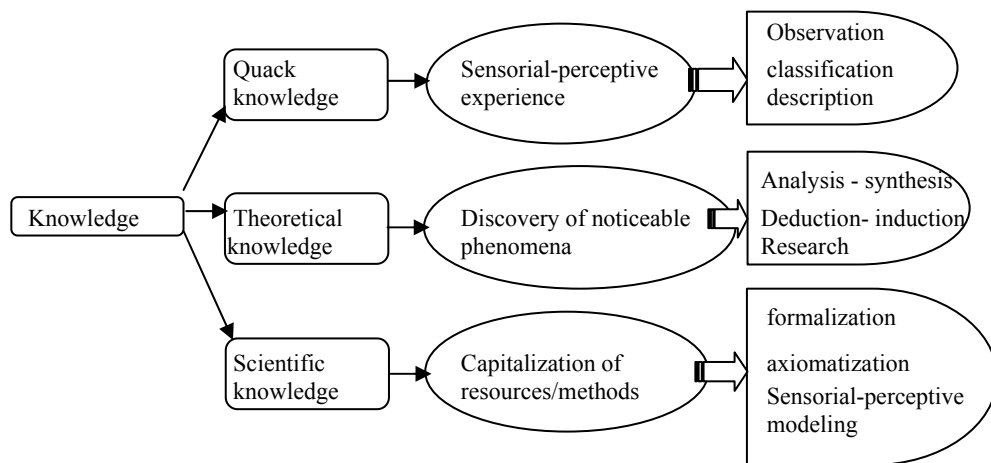 Quack
knowledge
Sensorial-perceptive
experience
Observation
classification
description
Knowledge
Theoretical
knowledge
Discovery of noticeable
phenomena
Analysis - synthesis
Deduction- induction
Research
Scientific
knowledge
Capitalization of
resources/methods
formalization
axiomatization
Sensorial-perceptive
modeling